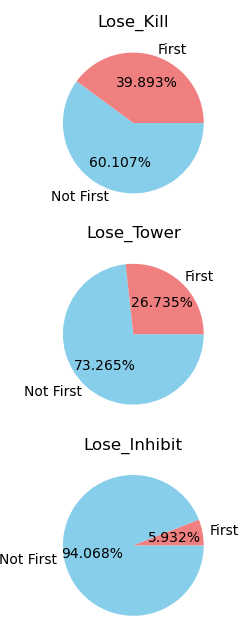 Lose_Kill
First
39.893%
60.107%
Not First
Lose_Tower
First
26.735%
73.265%
Not First
Lose_Inhibit
First
5.932%
94.068%
Not First